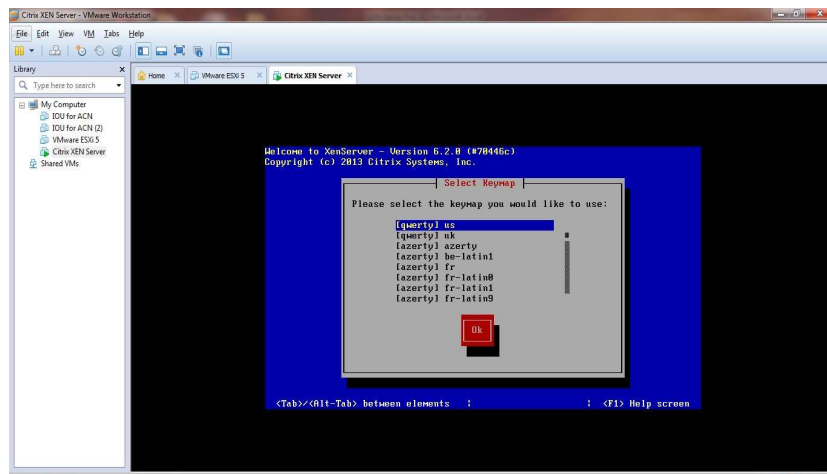 Citrix XEN Server - VMware Workstation
File Edit View VM Tabs Help
Library
Type here to search
My Computer
IOU for ACN
IOU for ACN (2)
VMware ESXi 5
Citrix XEN Server
Shared VMs
Home VMware ESXi 5 Citrix XEN Server
Welcome to XenServer - Version 6.2.0 (#70446c)
Copyright (c) 2013 Citrix Systems, Inc.
Select Keymap
Please select the keymap you would like to use:
[qwerty] us
[qwerty] uk
[azerty] azerty
[azerty] be-latin1
[azerty] fr
[azerty] fr-latin0
[azerty] fr-latin1
[azerty] fr-latin9
Ok
<Tab>/<Alt-Tab> between elements | | <F1> Help screen